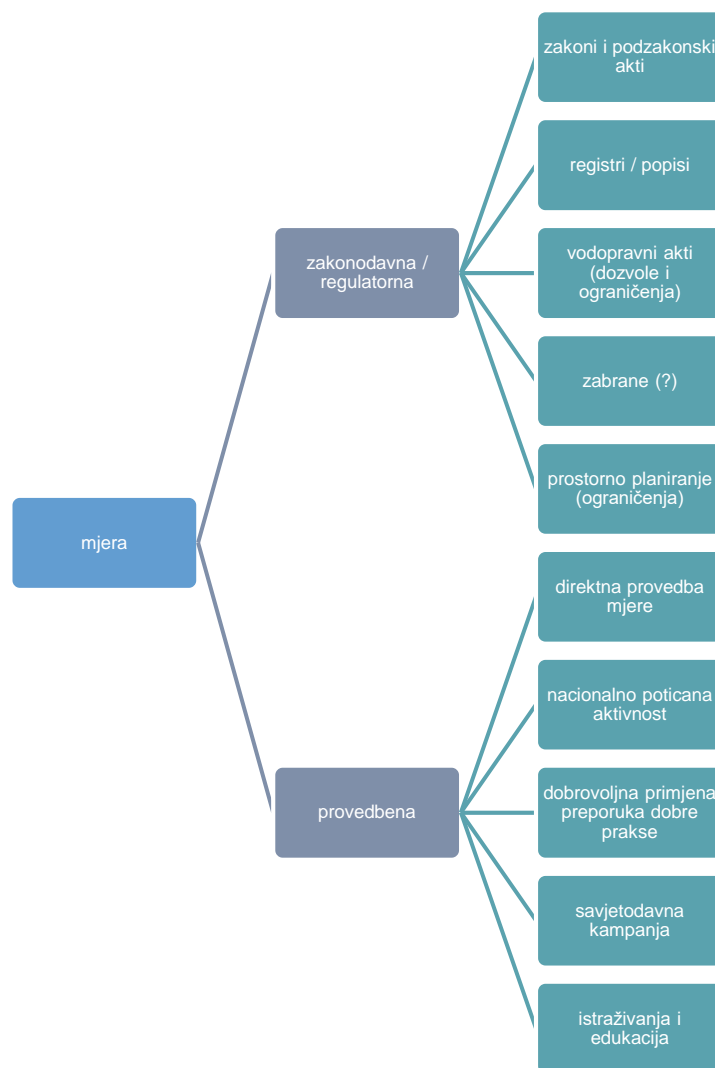 mjera
zakonodavna /
regulatorna
zakoni i podzakonski
akti
registri / popisi
vodopravni akti
(dozvole i
ograničenja)
zabrane (?)
prostorno planiranje
(ograničenja)
provedbena
direktna provedba
mjere
nacionalno poticana
aktivnost
dobrovoljna primjena
preporuka dobre
prakse
savjetodavna
kampanja
istraživanja i
edukacija